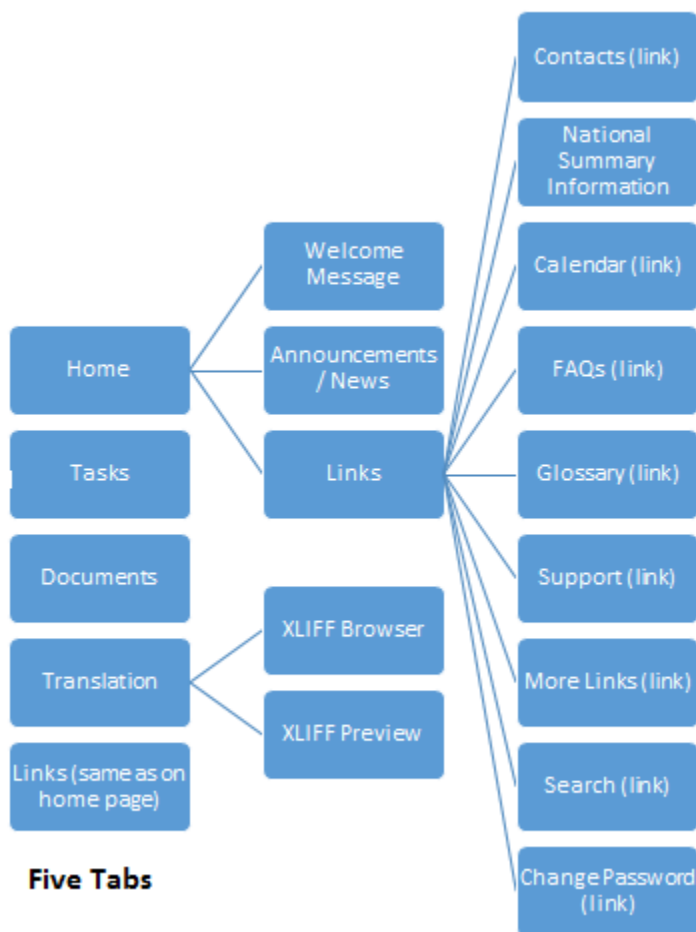 Contacts (link)
National
Summary
Information
Welcome
Message
Calendar (link)
Home
Announcements
/ News
FAQs (link)
Tasks
Links
Glossary (link)
Documents
Support (link)
XLIFF Browser
Translation
More Links (link)
XLIFF Preview
Links (same as on
home page)
Search (link)
Five Tabs
Change Password
(link)